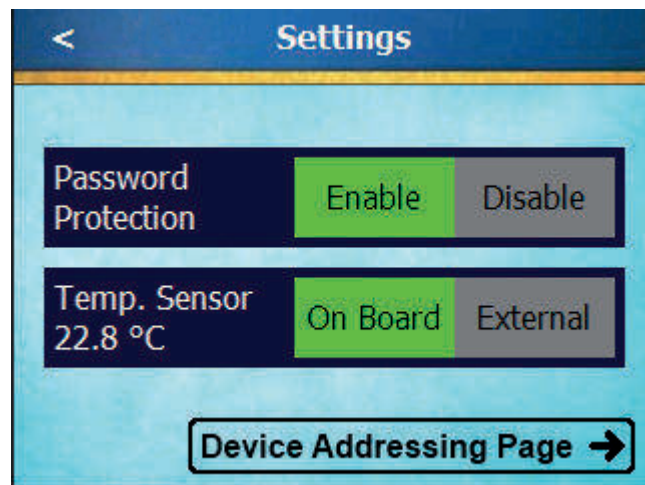 < Settings
Password
Protection
Enable Disable
Temp. Sensor
22.8 °C
On Board External
Device Addressing Page →